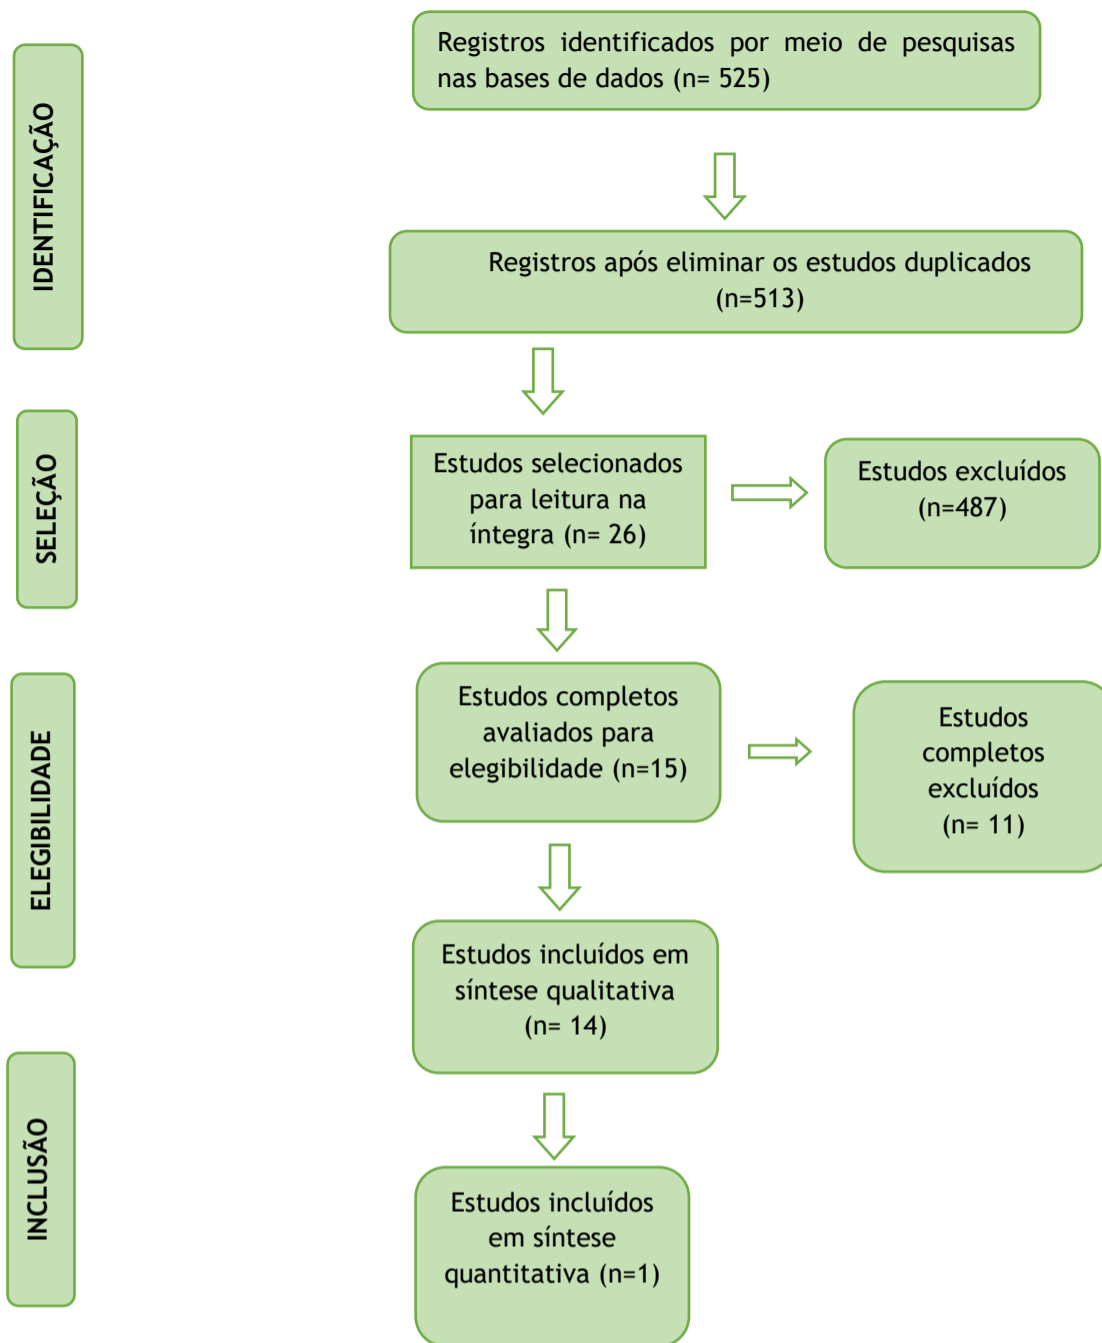 IDENTIFICAÇÃO
Registros identificados por meio de pesquisas
nas bases de dados (n= 525)
Registros após eliminar os estudos duplicados
(n=513)
SELEÇÃO
Estudos selecionados
para leitura na
íntegra (n= 26)
Estudos excluídos
(n=487)
ELEGIBILIDADE
Estudos completos
avaliados para
elegibilidade (n=15)
Estudos
completos
excluídos
(n= 11)
Estudos incluídos em
síntese qualitativa
(n= 14)
INCLUSÃO
Estudos incluídos
em síntese
quantitativa (n=1)